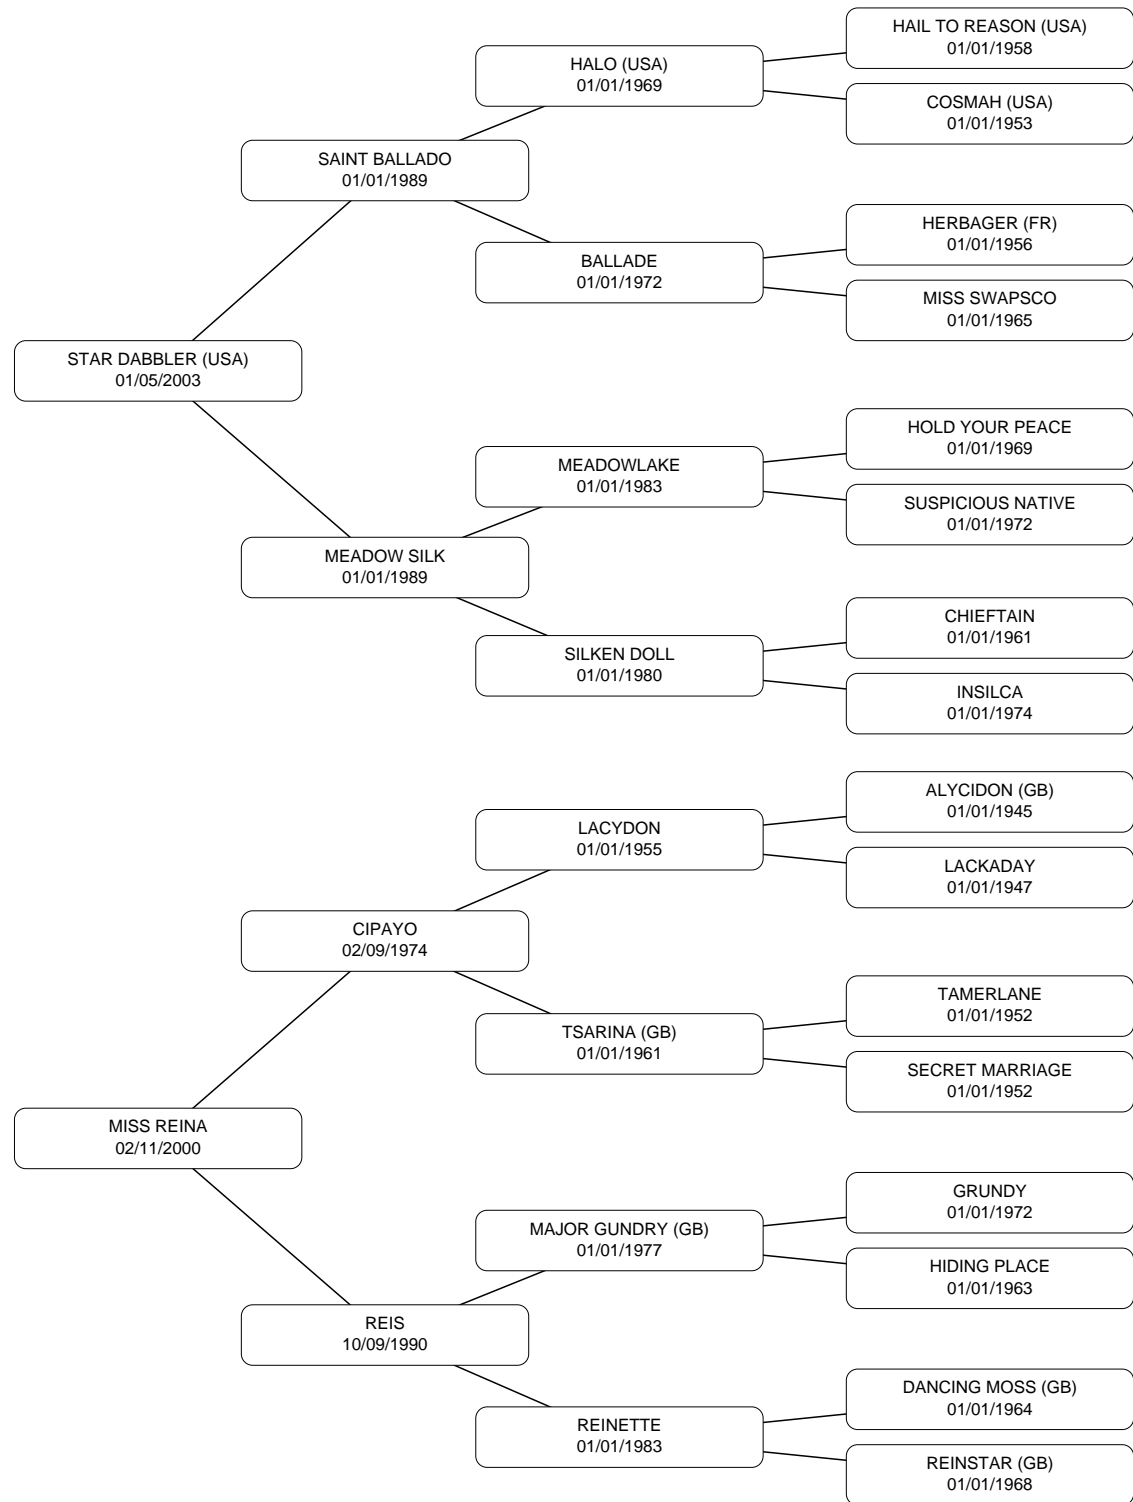 HAIL TO REASON (USA)
01/01/1958
HALO (USA)
01/01/1969
COSMAH (USA)
01/01/1953
SAINT BALLADO
01/01/1989
HERBAGER (FR)
01/01/1956
BALLADE
01/01/1972
MISS SWAPSCO
01/01/1965
STAR DABBLER (USA)
01/05/2003
HOLD YOUR PEACE
01/01/1969
MEADOWLAKE
01/01/1983
SUSPICIOUS NATIVE
01/01/1972
MEADOW SILK
01/01/1989
CHIEFTAIN
01/01/1961
SILKEN DOLL
01/01/1980
INSILCA
01/01/1974
ALYCIDON (GB)
01/01/1945
LACYDON
01/01/1955
LACKADAY
01/01/1947
CIPAYO
02/09/1974
TAMERLANE
01/01/1952
TSARINA (GB)
01/01/1961
SECRET MARRIAGE
01/01/1952
MISS REINA
02/11/2000
GRUNDY
01/01/1972
MAJOR GUNDRY (GB)
01/01/1977
HIDING PLACE
01/01/1963
REIS
10/09/1990
DANCING MOSS (GB)
01/01/1964
REINETTE
01/01/1983
REINSTAR (GB)
01/01/1968